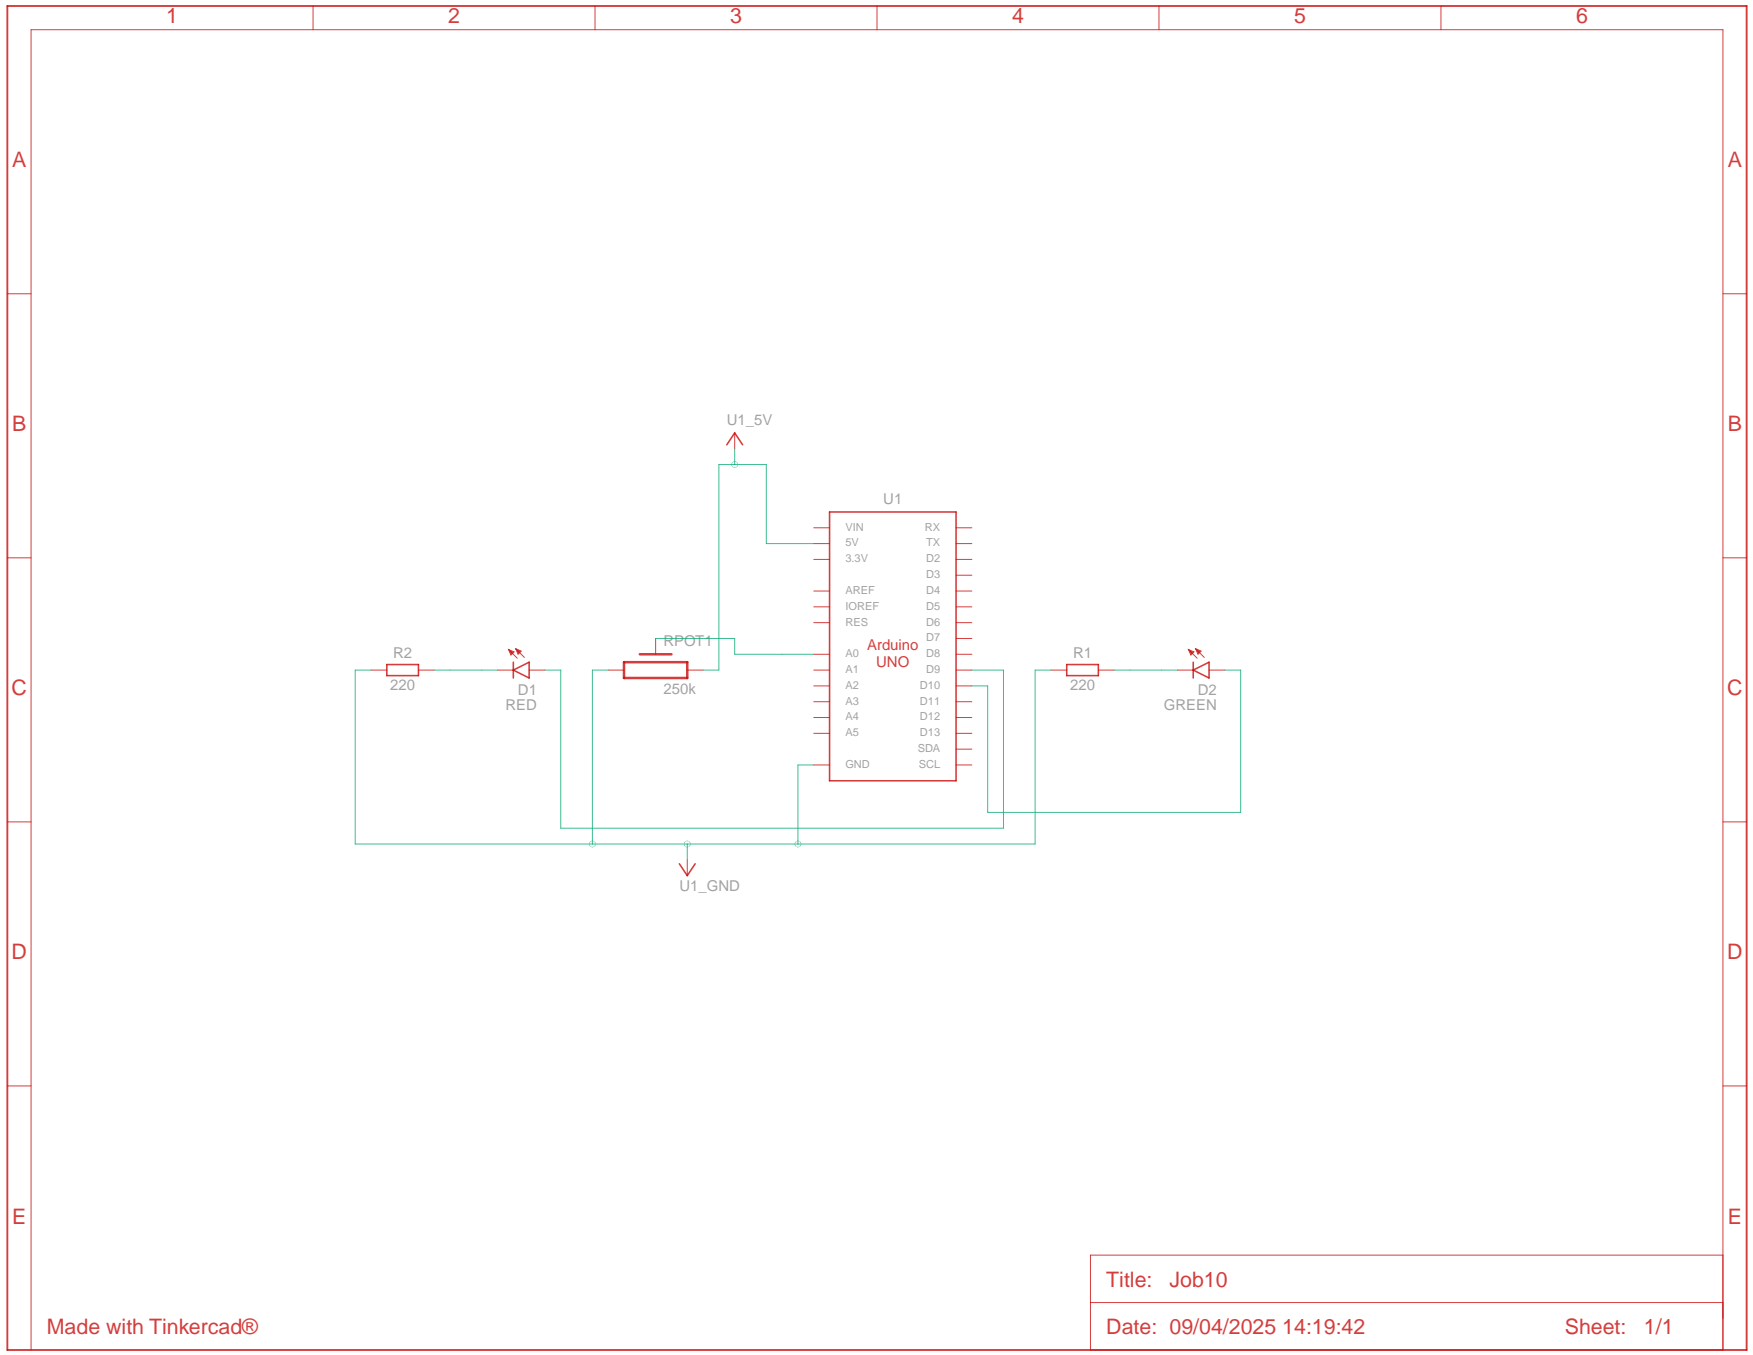 1 2 3 4 5 6
A A
B B
U1_5V
U1
VIN RX
5V TX
3.3V D2
D3
AREF D4
IOREF D5
RES D6
RPOT1 D7
Arduino
A0 D8
UNO
A1 D9
A2 D10
A3 D11
A4 D12
A5 D13
SDA
GND SCL
R2 R1
C C
220 D1 250k 220 D2
RED GREEN
U1_GND
D D
E E
Title: Job10
Made with Tinkercad®
Date: 09/04/2025 14:19:42 Sheet: 1/1